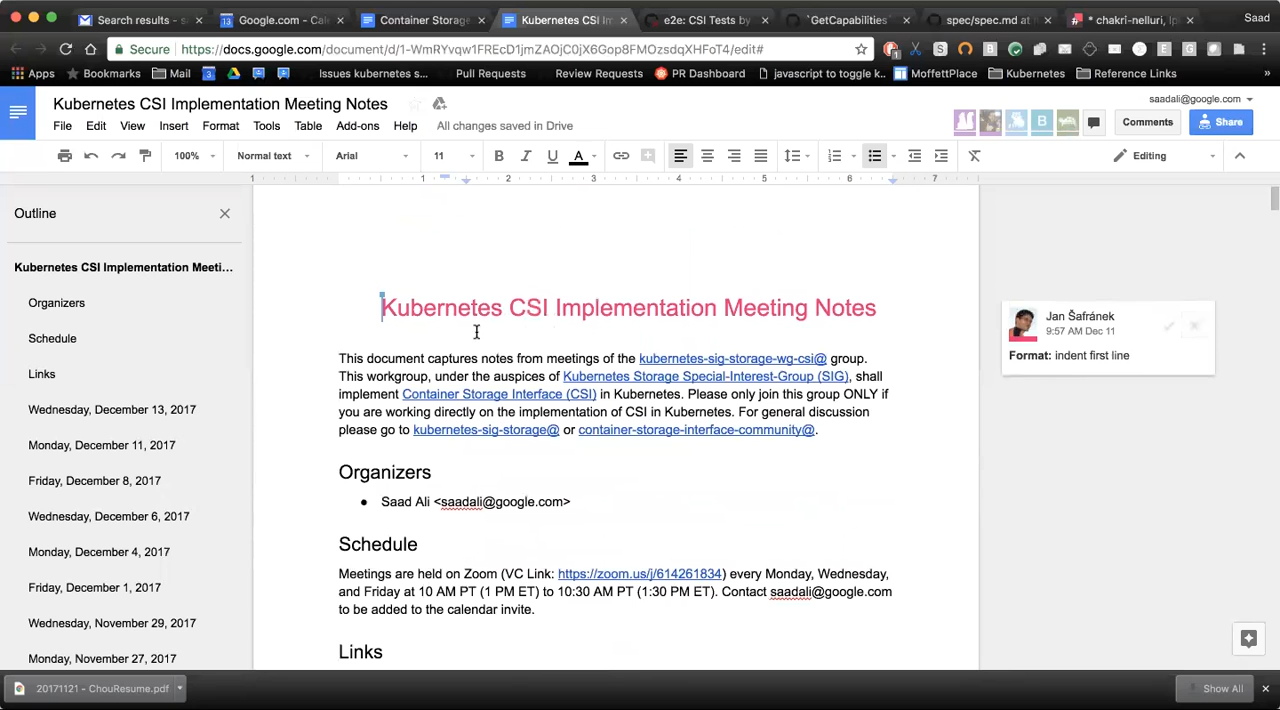 Search results - s
Google.com - Cale
Container Storage
Kubernetes CSI Im
e2e: CSI Tests by
`GetCapabilities`
spec/spec.md at M
* chakri-nelluri, Ip
Saad
Secure https://docs.google.com/document/d/1-WmRYvqw1FREcD1jmZAOjC0jX6Gop8FMOzsdqXHFoT4/edit#
Apps Bookmarks Mail Issues kubernetes s... Pull Requests Review Requests PR Dashboard javascript to toggle k... MoffettPlace Kubernetes Reference Links »
Kubernetes CSI Implementation Meeting Notes
saadali@google.com
File Edit View Insert Format Tools Table Add-ons Help All changes saved in Drive
Comments Share
100% Normal text Arial 11 B I U A Editing
1 1 2 3 4 5 6 7
Outline
Kubernetes CSI Implementation Meeti...
Organizers
Schedule
Links
Wednesday, December 13, 2017
Monday, December 11, 2017
Friday, December 8, 2017
Wednesday, December 6, 2017
Monday, December 4, 2017
Friday, December 1, 2017
Wednesday, November 29, 2017
Monday, November 27, 2017
Kubernetes CSI Implementation Meeting Notes
This document captures notes from meetings of the kubernetes-sig-storage-wg-csi@ group.
This workgroup, under the auspices of Kubernetes Storage Special-Interest-Group (SIG), shall
implement Container Storage Interface (CSI) in Kubernetes. Please only join this group ONLY if
you are working directly on the implementation of CSI in Kubernetes. For general discussion
please go to kubernetes-sig-storage@ or container-storage-interface-community@.
Organizers
● Saad Ali <saadali@google.com>
Schedule
Meetings are held on Zoom (VC Link: https://zoom.us/j/614261834) every Monday, Wednesday,
and Friday at 10 AM PT (1 PM ET) to 10:30 AM PT (1:30 PM ET). Contact saadali@google.com
to be added to the calendar invite.
Links
Jan Šafránek
9:57 AM Dec 11
Format: indent first line
20171121 - ChouResume.pdf
Show All